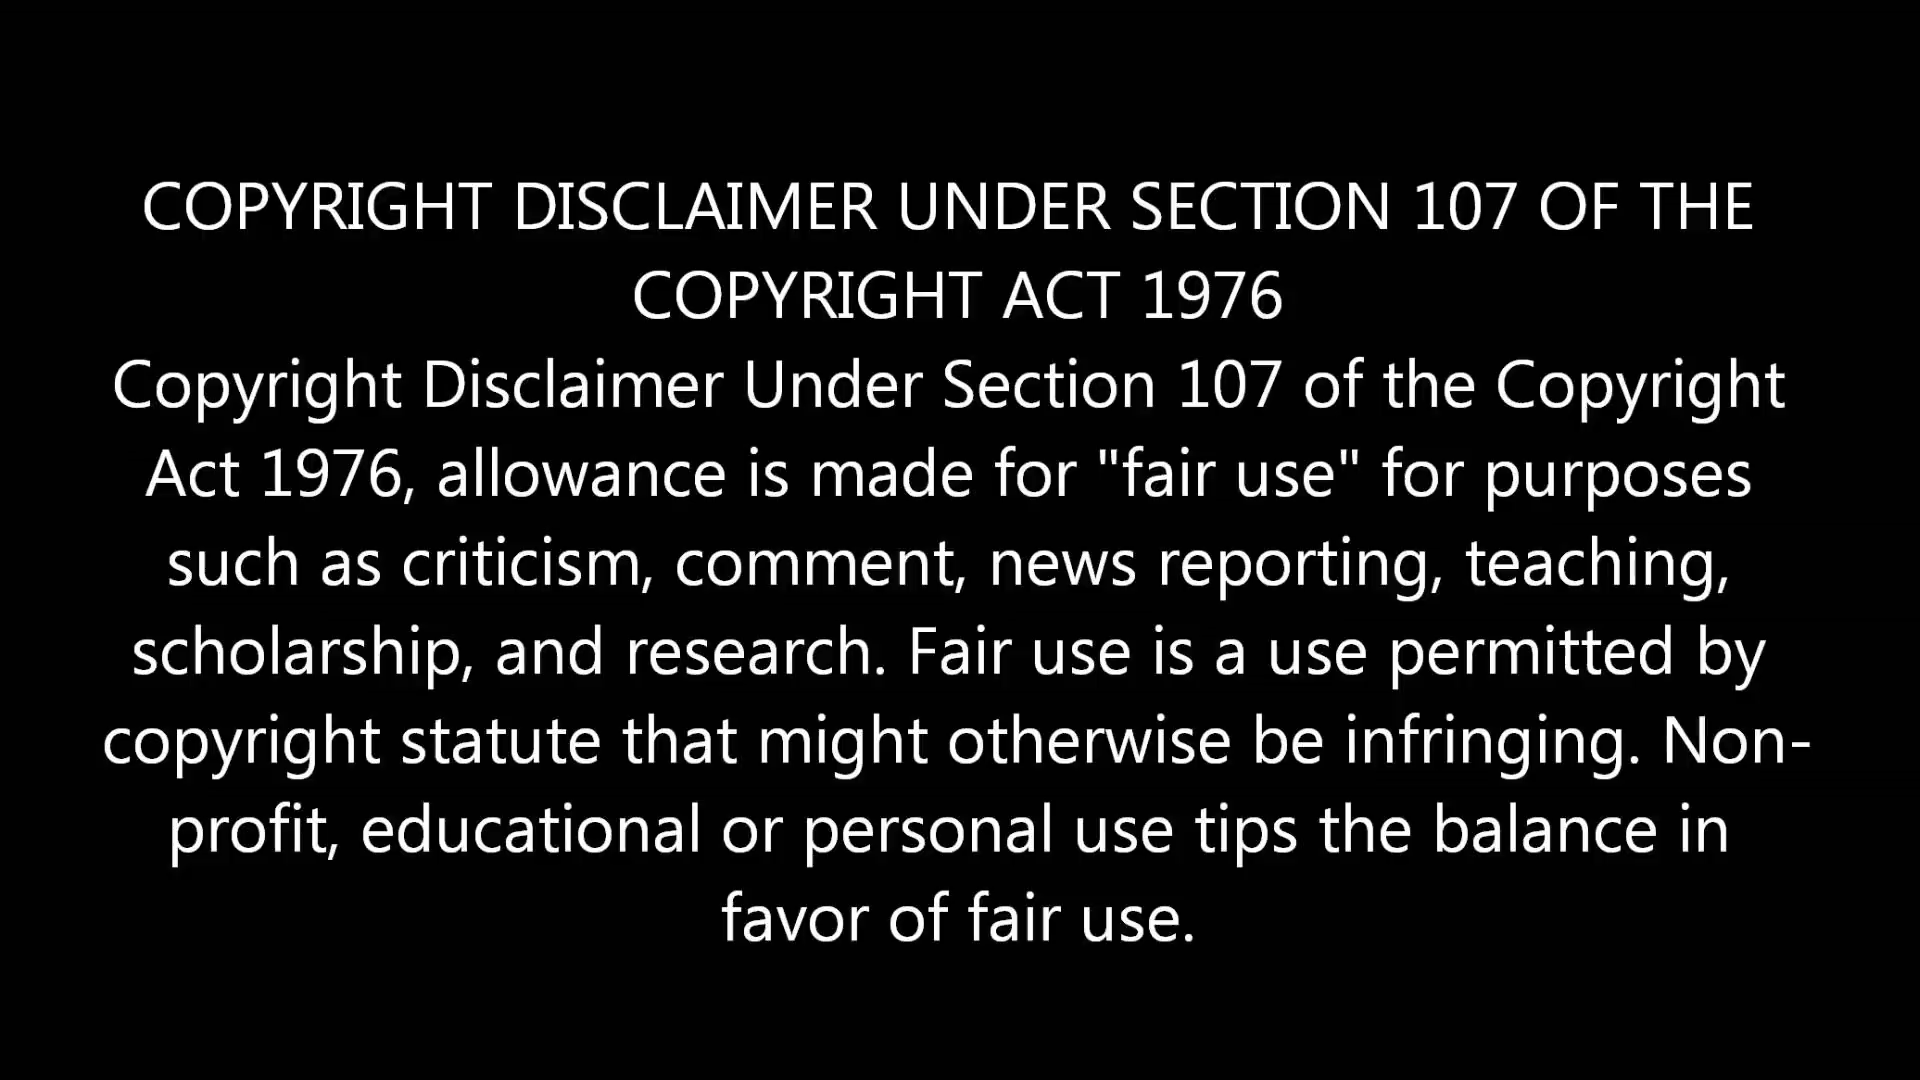 COPYRIGHT DISCLAIMER UNDER SECTION 107 OF THE
COPYRIGHT ACT 1976
Copyright Disclaimer Under Section 107 of the Copyright
Act 1976, allowance is made for "fair use" for purposes
such as criticism, comment, news reporting, teaching,
scholarship, and research. Fair use is a use permitted by
copyright statute that might otherwise be infringing. Non-
profit, educational or personal use tips the balance in
favor of fair use.